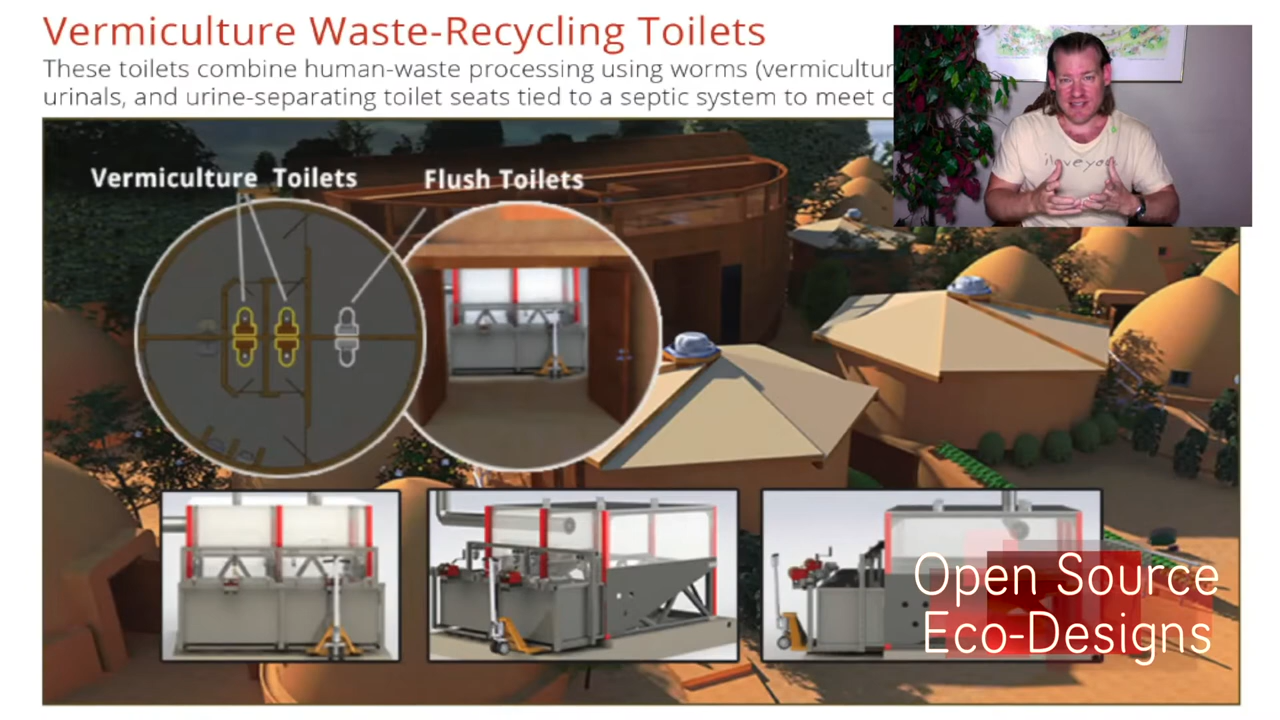 Vermiculture Waste-Recycling Toilets
These toilets combine human-waste processing using worms
urinals, and urine-separating toilet seats tied to a septic system to meet
Vermiculture Toilets
Flush Toilets
Open Source
Eco-Designs